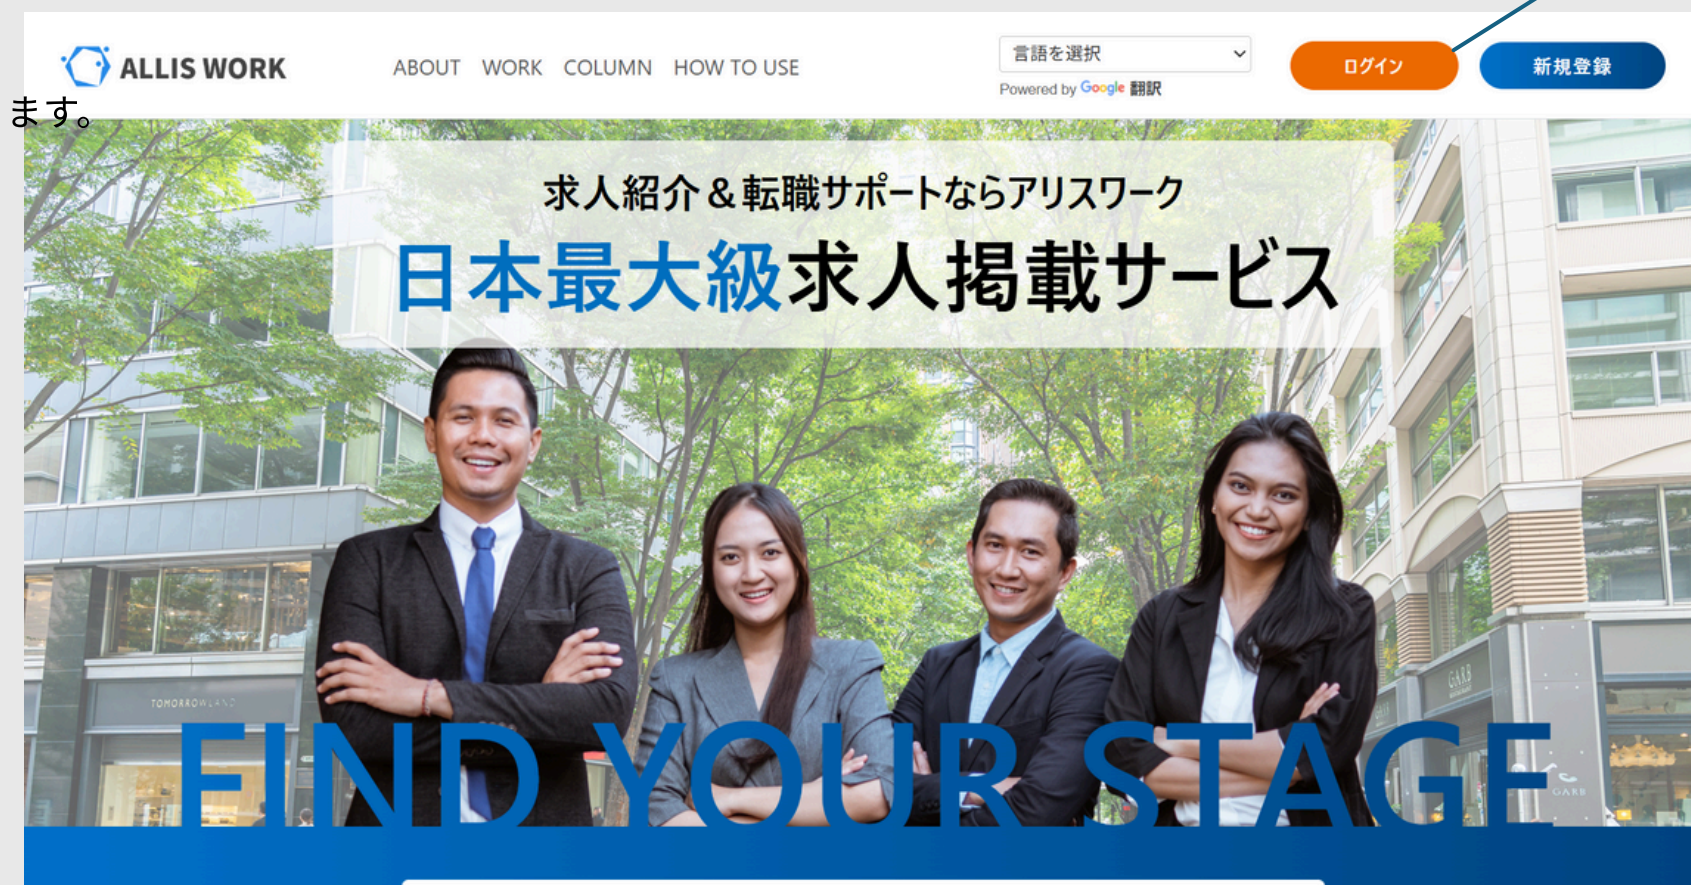 ALLIS WORK
ABOUT WORK COLUMN HOW TO USE
言語を選択
Powered by Google 翻訳
ログイン
新規登録
ます。
求人紹介＆転職サポートならアリスワーク
日本最大級求人掲載サービス
TOMORROWLAND
GARB
GARB
FIND YOUR STAGE